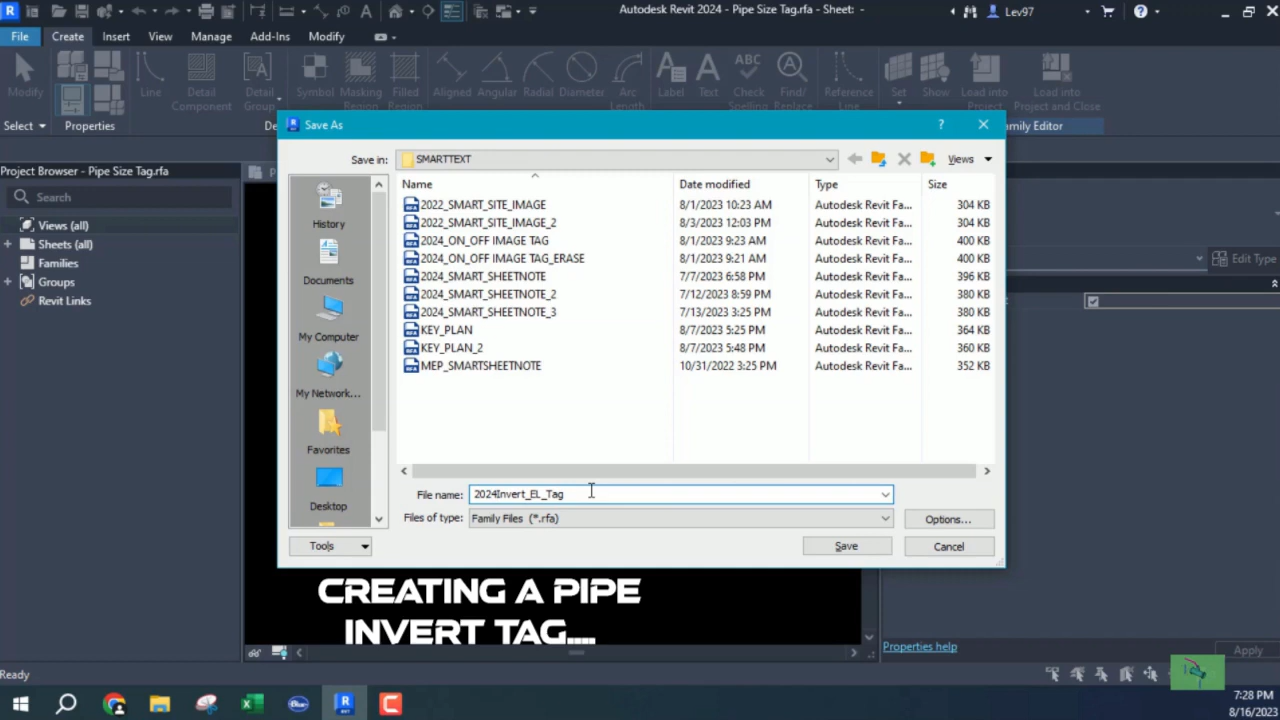 Autodesk Revit 2024 - Pipe Size Tag.rfa - Sheet: -
Lev97
File Create Insert View Manage Add-Ins Modify
Modify
Line
Detail
Component
Detail
Group
Symbol
Masking
Region
Filled
Region
Aligned
Angular
Radial
Diameter
Arc
Length
Label
Text
ABC
Check
Spelling
Find/
Replace
Reference
Line
Set
Show
Load into
Project
Load into
Project and Close
Select
Properties
De
amily Editor
Project Browser - Pipe Size Tag.rfa
P
Search
Views (all)
Sheets (all)
Families
Groups
Revit Links
Edit Type
Save As
Save in:
SMARTTEXT
Views
Name Date modified Type Size
2022_SMART_SITE_IMAGE 8/1/2023 10:23 AM Autodesk Revit Fa... 304 KB
2022_SMART_SITE_IMAGE_2 8/3/2023 12:03 PM Autodesk Revit Fa... 304 KB
2024_ON_OFF IMAGE TAG 8/1/2023 9:23 AM Autodesk Revit Fa... 400 KB
2024_ON_OFF IMAGE TAG_ERASE 8/1/2023 9:21 AM Autodesk Revit Fa... 400 KB
2024_SMART_SHEETNOTE 7/7/2023 6:58 PM Autodesk Revit Fa... 396 KB
2024_SMART_SHEETNOTE_2 7/12/2023 8:59 PM Autodesk Revit Fa... 380 KB
2024_SMART_SHEETNOTE_3 7/13/2023 3:25 PM Autodesk Revit Fa... 380 KB
KEY_PLAN 8/7/2023 5:25 PM Autodesk Revit Fa... 364 KB
KEY_PLAN_2 8/7/2023 5:48 PM Autodesk Revit Fa... 360 KB
MEP_SMARTSHEETNOTE 10/31/2022 3:25 PM Autodesk Revit Fa... 352 KB
History
Documents
My Computer
My Network...
Favorites
Desktop
File name: 2024Invert_EL_Tag
Files of type: Family Files (*.rfa) Options...
Tools Save Cancel
CREATING A PIPE
INVERT TAG....
Properties help
Apply
Ready
7:28 PM
8/16/2023